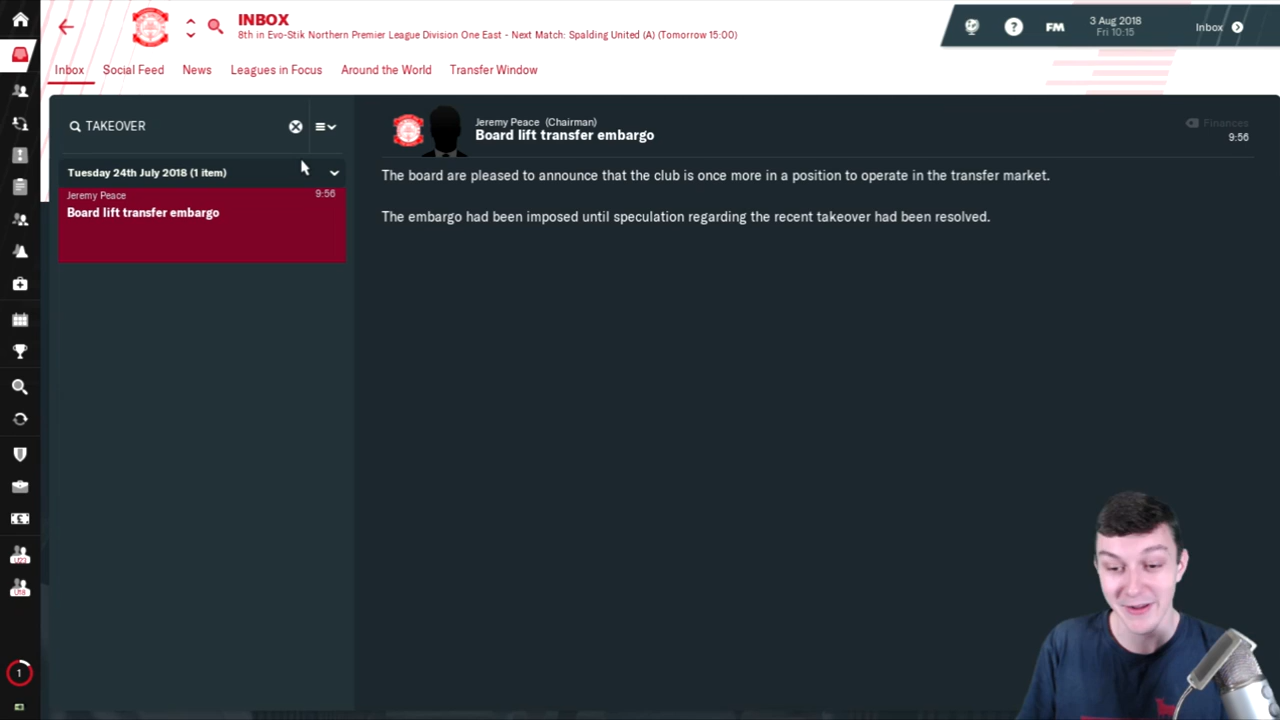 INBOX
8th in Evo-Stik Northern Premier League Division One East - Next Match: Spalding United (A) (Tomorrow 15:00)
FM
3 Aug 2018
Fri 10:15
Inbox
Inbox
Social Feed
News
Leagues in Focus
Around the World
Transfer Window
TAKEOVER
Tuesday 24th July 2018 (1 item)
Jeremy Peace
9:56
Board lift transfer embargo
Jeremy Peace (Chairman)
Board lift transfer embargo
Finances
9:56
The board are pleased to announce that the club is once more in a position to operate in the transfer market.
The embargo had been imposed until speculation regarding the recent takeover had been resolved.
U23
U18
1